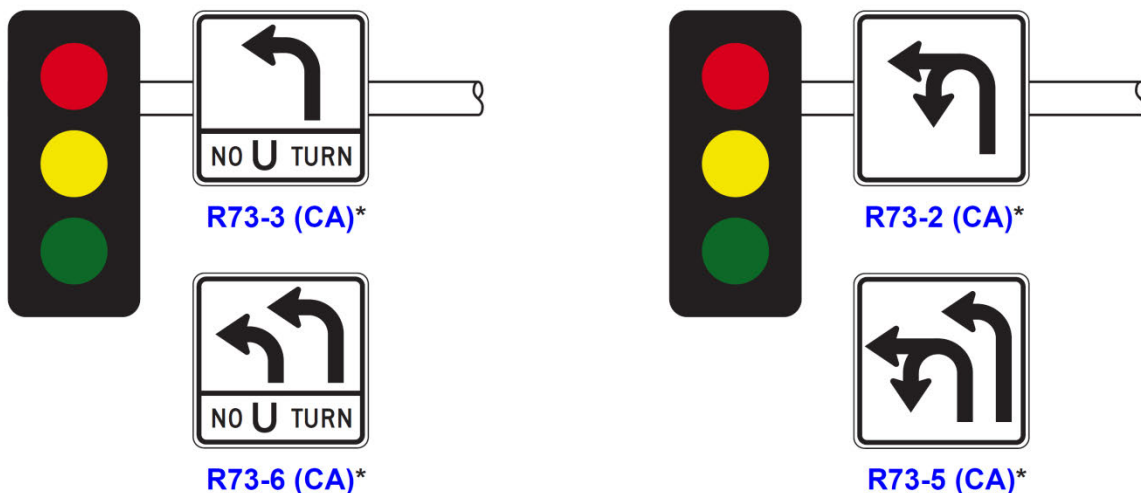 NO U TURN
R73-3 (CA)*
R73-2 (CA)*
NO U TURN
R73-6 (CA)*
R73-5 (CA)*